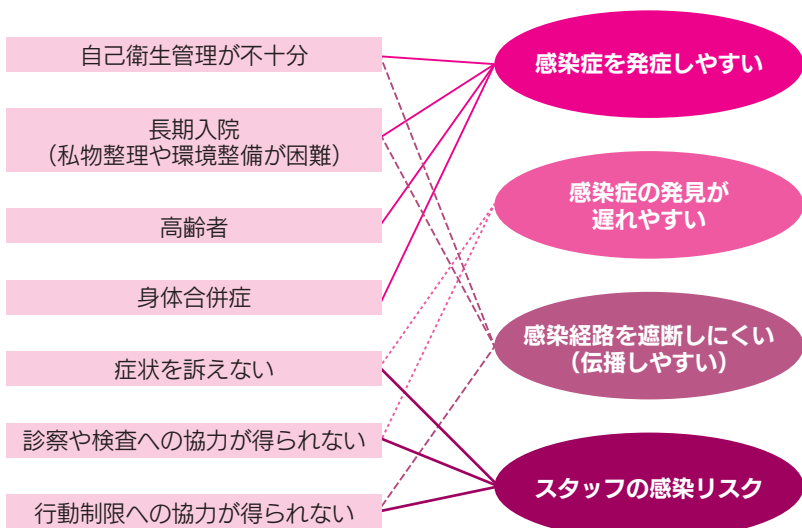 自己衛生管理が不十分
長期入院
（私物整理や環境整備が困難）
高齢者
身体合併症
症状を訴えない
診察や検査への協力が得られない
行動制限への協力が得られない
感染症を発症しやすい
感染症の発見が
遅れやすい
感染経路を遮断しにくい
（伝播しやすい）
スタッフの感染リスク